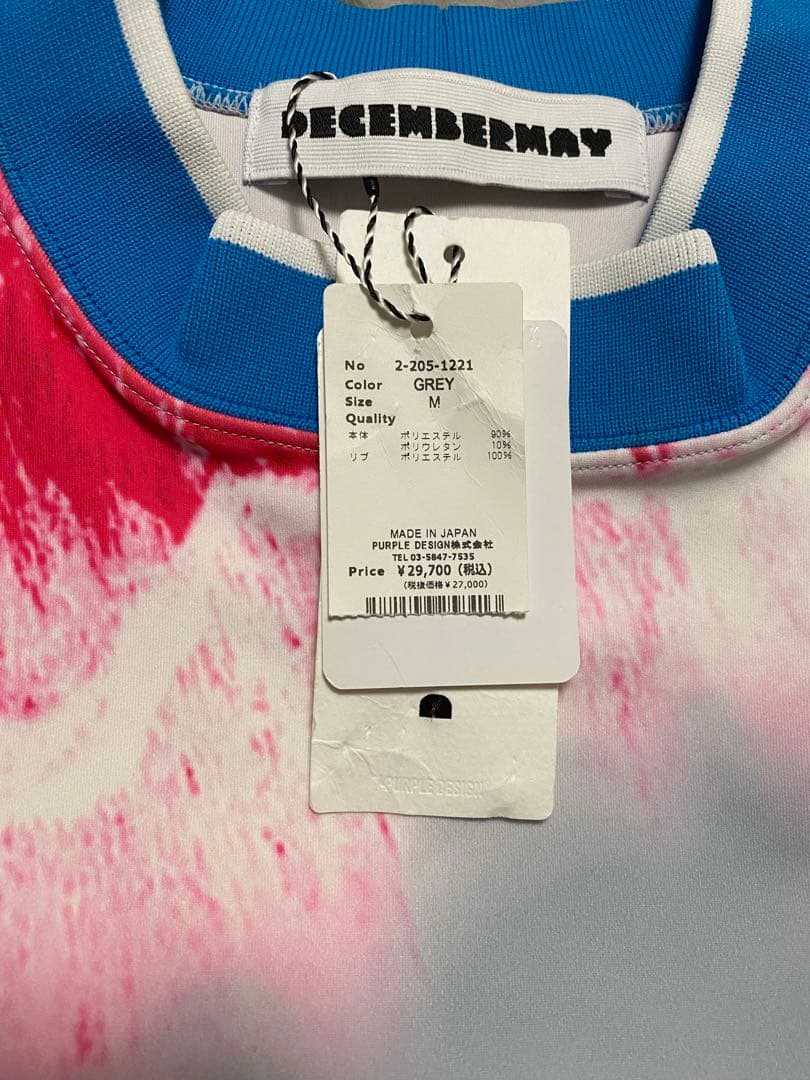 DECEMBERMAY
No 2-205-1221
Color GREY
Size M
Quality
本体 ポリエステル 90%
ポリウレタン 10%
リブ ポリエステル 100%
MADE IN JAPAN
PURPLE DESIGN株式会社
TEL 03-5847-7535
Price ¥29,700(税込)
(税抜価格¥27,000)
PURPLE DESIGN